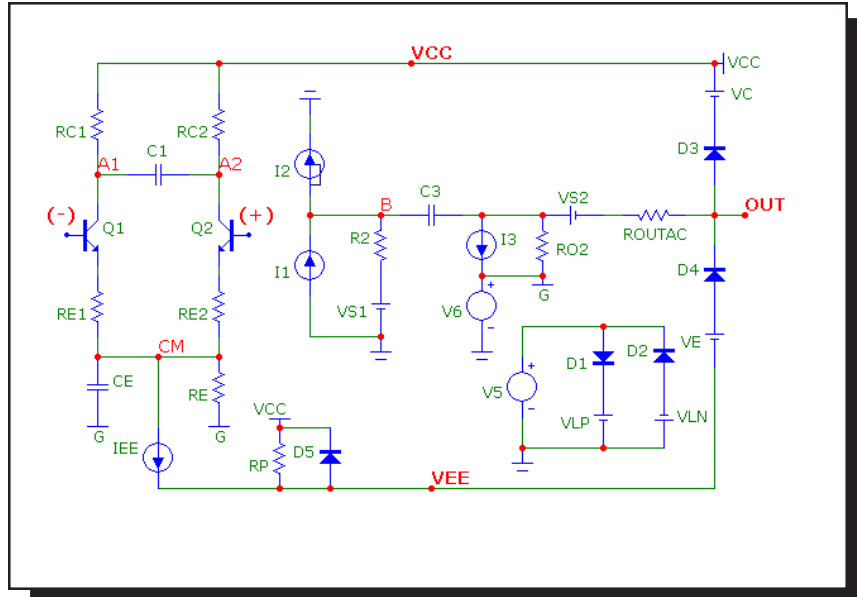 VCC
VCC
VC
RC1
RC2
D3
C1
A1
A2
I2
C3
VS2
B
OUT
(-)
Q1
Q2
(+)
R2
I3
RO2
ROUTAC
I1
D4
G
RE1
RE2
VS1
V6
VE
CM
D1
D2
CE
RE
V5
VCC
VLP
VLN
G
G
IEE
RP
D5
VEE
+
-
+
-